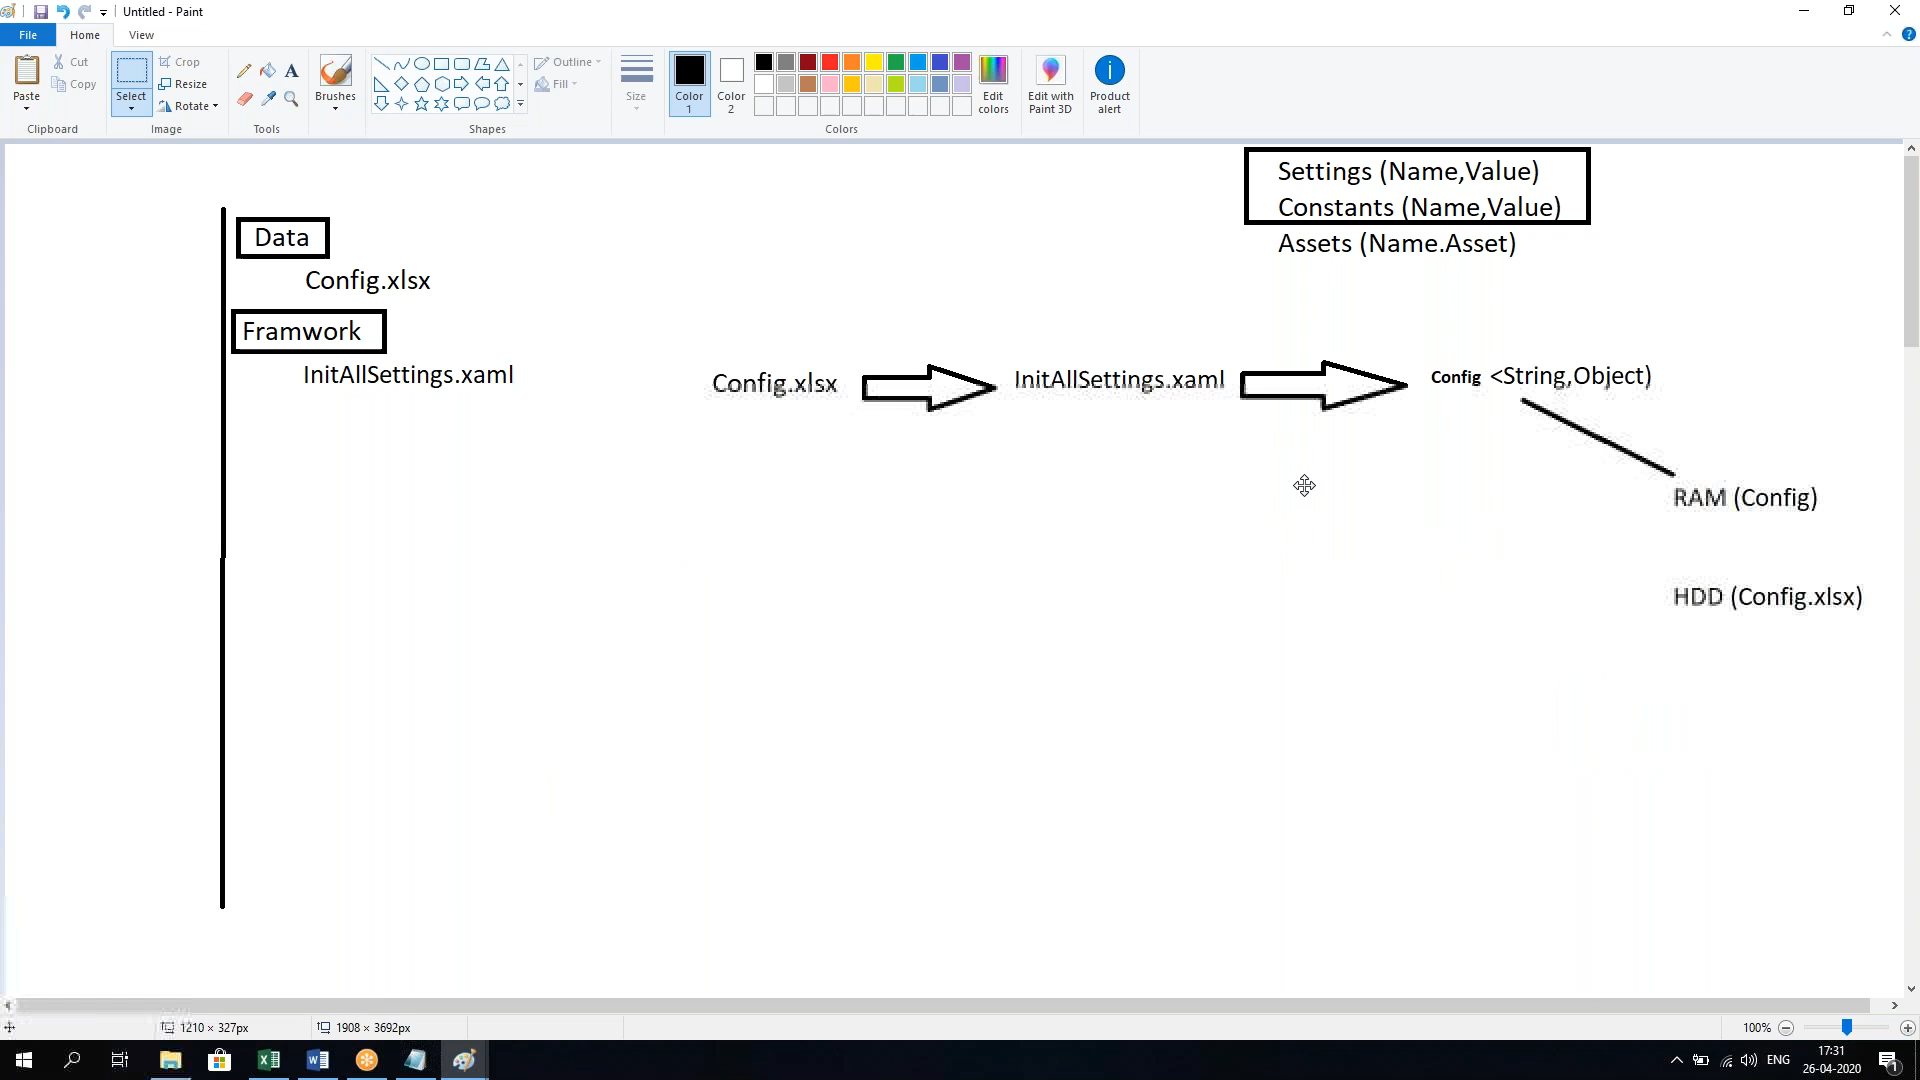 Untitled - Paint
File
Home
View
Paste
Cut
Copy
Clipboard
Select
Crop
Resize
Rotate
Image
Tools
Brushes
Shapes
Outline
Fill
Size
Color 1
Color 2
Colors
Edit colors
Edit with Paint 3D
Product alert
Settings (Name,Value)
Constants (Name,Value)
Assets (Name.Asset)
Data
Config.xlsx
Framwork
InitAllSettings.xaml
Config.xlsx
InitAllSettings.xaml
Config <String,Object)
RAM (Config)
HDD (Config.xlsx)
1210 × 327px
1908 × 3692px
100%
ENG
17:31
26-04-2020
1